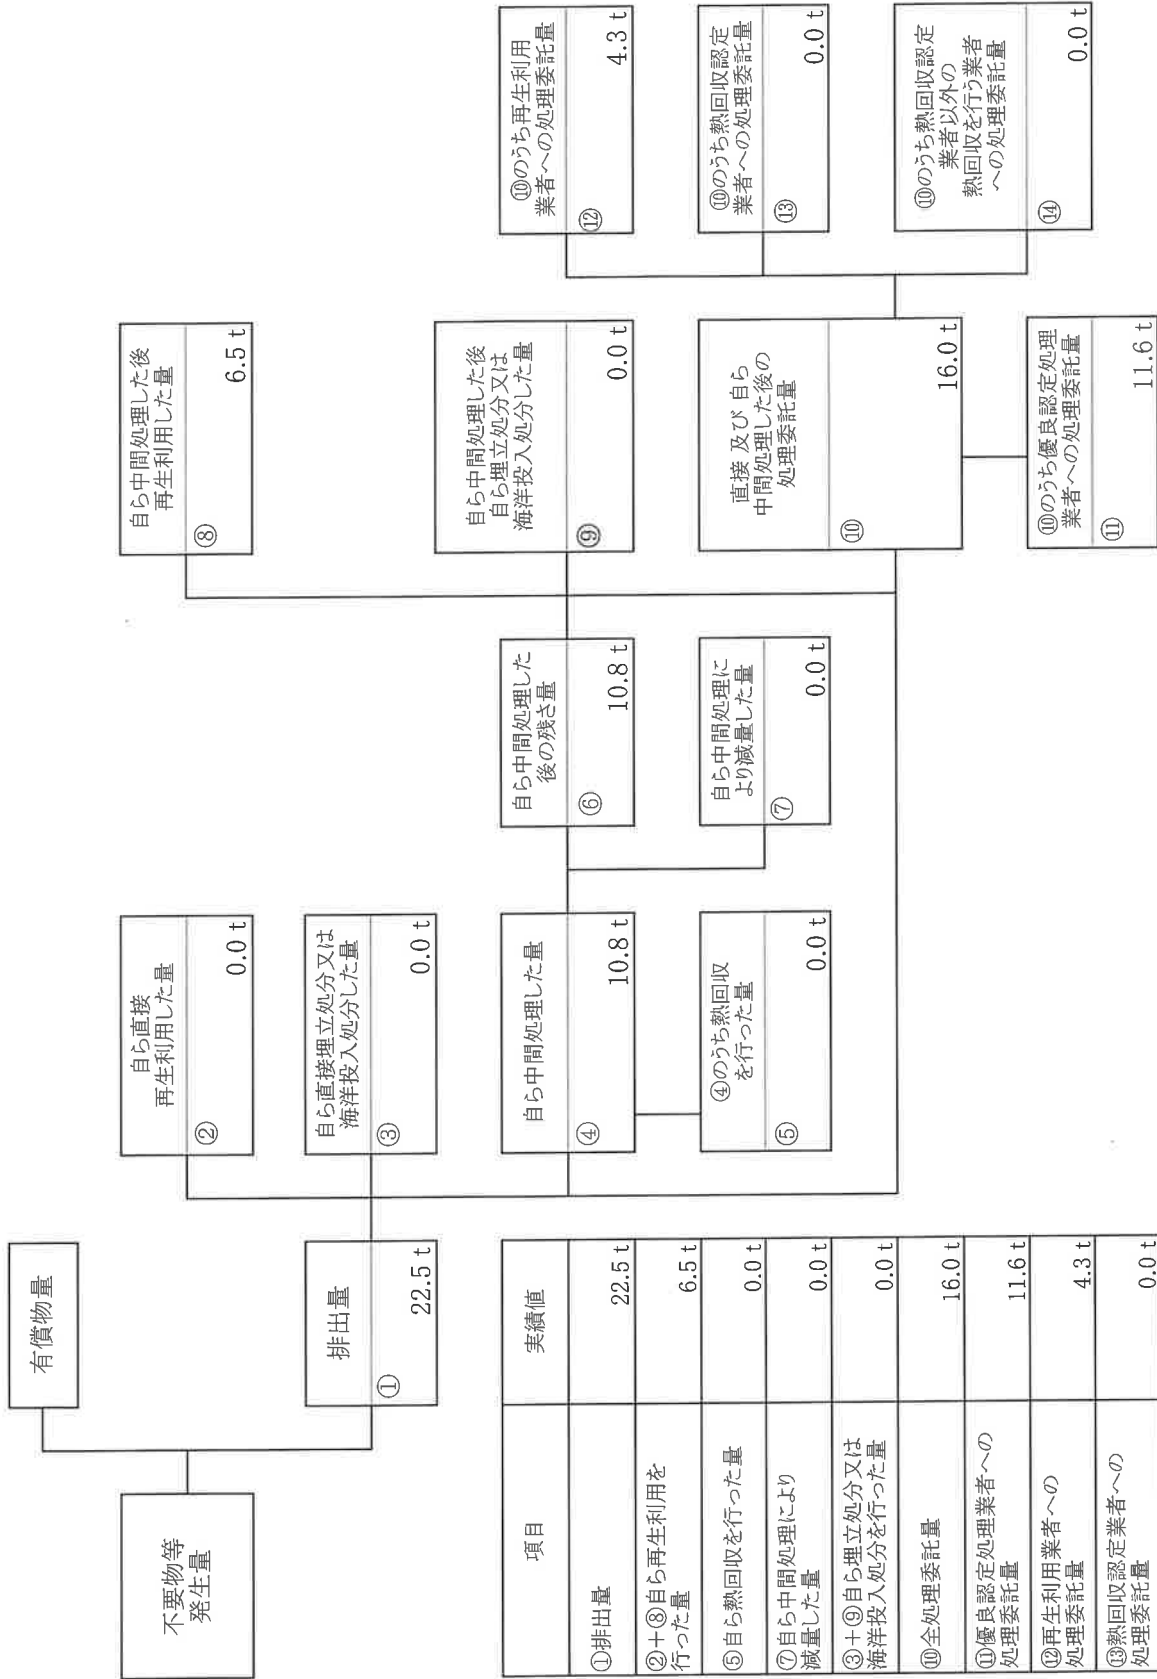 不要物等
発生量
有償物量
排出量
①
22.5 t
自ら直接
再生利用した量
②
0.0 t
自ら直接埋立処分又は
海洋投入処分した量
③
0.0 t
自ら中間処理した量
④
10.8 t
④のうち熱回収
を行った量
⑤
0.0 t
自ら中間処理した
後の残さ量
⑥
10.8 t
自ら中間処理に
より減量した量
⑦
0.0 t
自ら中間処理した後
再生利用した量
⑧
6.5 t
自ら中間処理した後
自ら埋立処分又は
海洋投入処分した量
⑨
0.0 t
直接 及び 自ら
中間処理した後の
処理委託量
⑩
16.0 t
⑩のうち優良認定処理
業者への処理委託量
⑪
11.6 t
⑩のうち再生利用
業者への処理委託量
⑫
4.3 t
⑩のうち熱回収認定
業者への処理委託量
⑬
0.0 t
⑩のうち熱回収認定
業者以外の
熱回収を行う業者
への処理委託量
⑭
0.0 t
項目 実績値
①排出量 22.5 t
②+⑧自ら再生利用を
行った量 6.5 t
⑤自ら熱回収を行った量 0.0 t
⑦自ら中間処理により
減量した量 0.0 t
③+⑨自ら埋立処分又は
海洋投入処分を行った量 0.0 t
⑩全処理委託量 16.0 t
⑪優良認定処理業者への
処理委託量 11.6 t
⑫再生利用業者への
処理委託量 4.3 t
⑬熱回収認定業者への
処理委託量 0.0 t